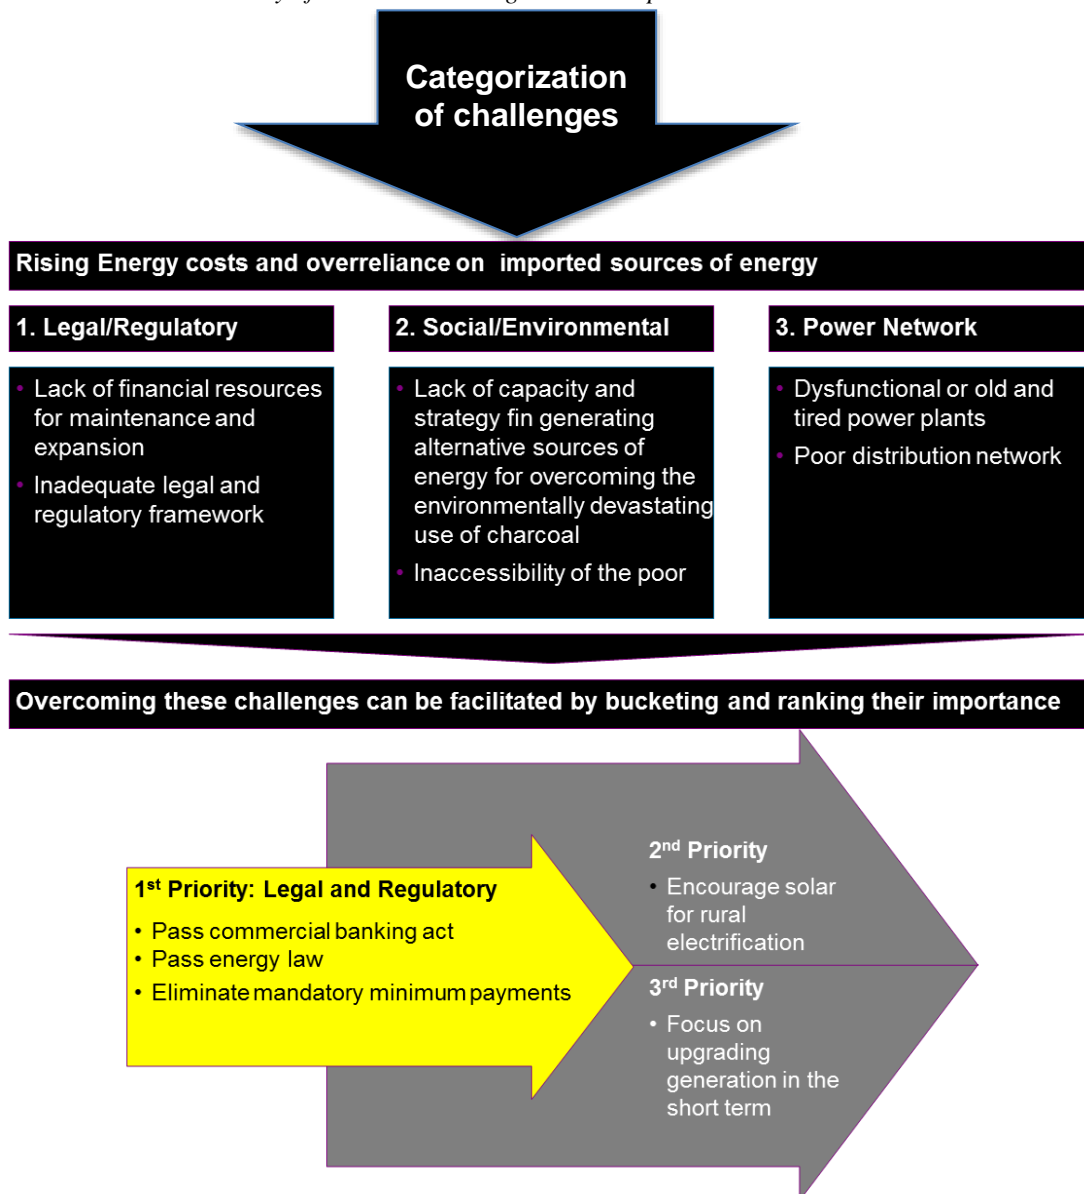 Categorization
of challenges
Rising Energy costs and overreliance on imported sources of energy
1. Legal/Regulatory
• Lack of financial resources
for maintenance and
expansion
• Inadequate legal and
regulatory framework
2. Social/Environmental
• Lack of capacity and
strategy fin generating
alternative sources of
energy for overcoming the
environmentally devastating
use of charcoal
• Inaccessibility of the poor
3. Power Network
• Dysfunctional or old and
tired power plants
• Poor distribution network
Overcoming these challenges can be facilitated by bucketing and ranking their importance
1st Priority: Legal and Regulatory
• Pass commercial banking act
• Pass energy law
• Eliminate mandatory minimum payments
2nd Priority
• Encourage solar
for rural
electrification
3rd Priority
• Focus on
upgrading
generation in the
short term